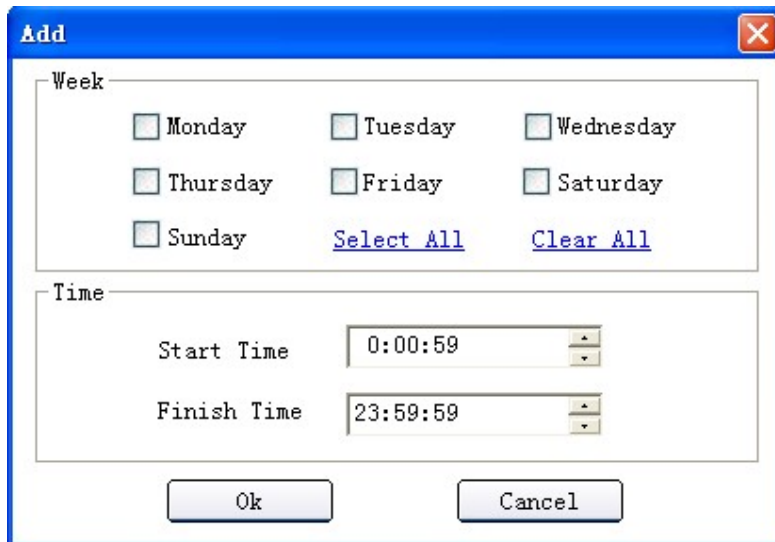 Add
Week
Monday Tuesday Wednesday
Thursday Friday Saturday
Sunday Select All Clear All
Time
Start Time 0:00:59
Finish Time 23:59:59
Ok Cancel